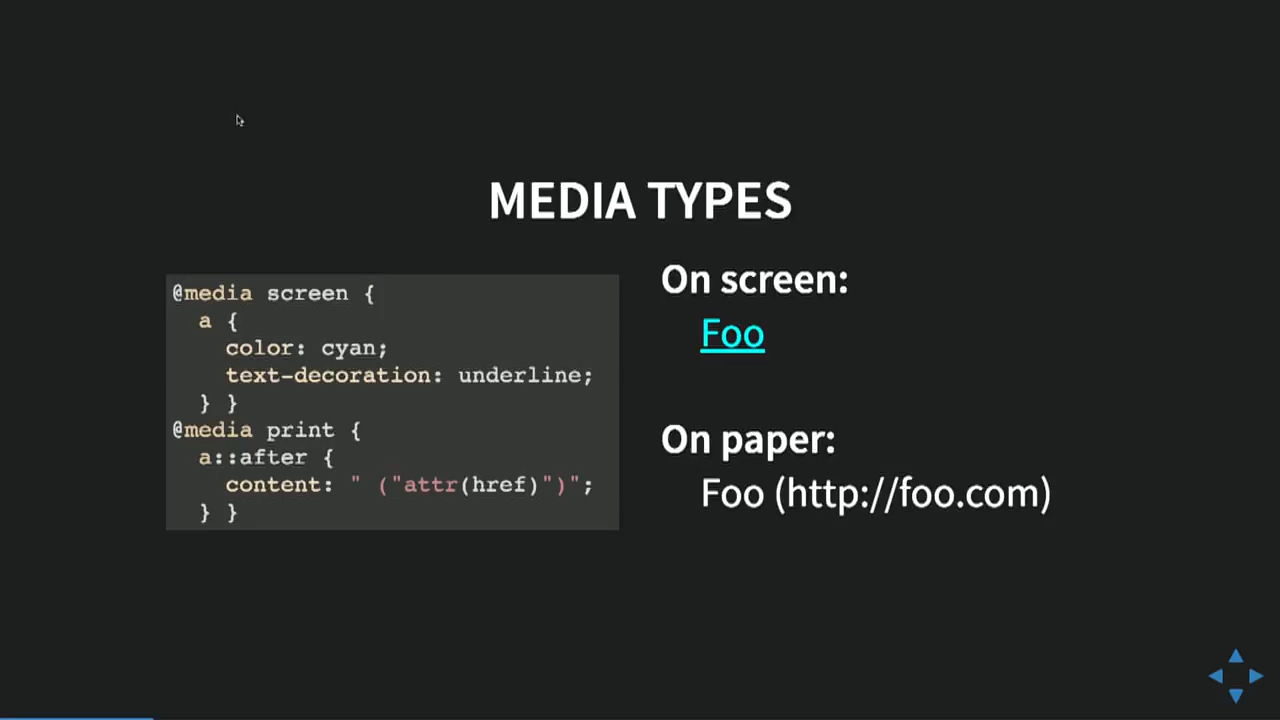 MEDIA TYPES
@media screen {
a {
color: cyan;
text-decoration: underline;
} }
@media print {
a::after {
content: " ("attr(href)")";
} }
On screen:
Foo
On paper:
Foo (http://foo.com)